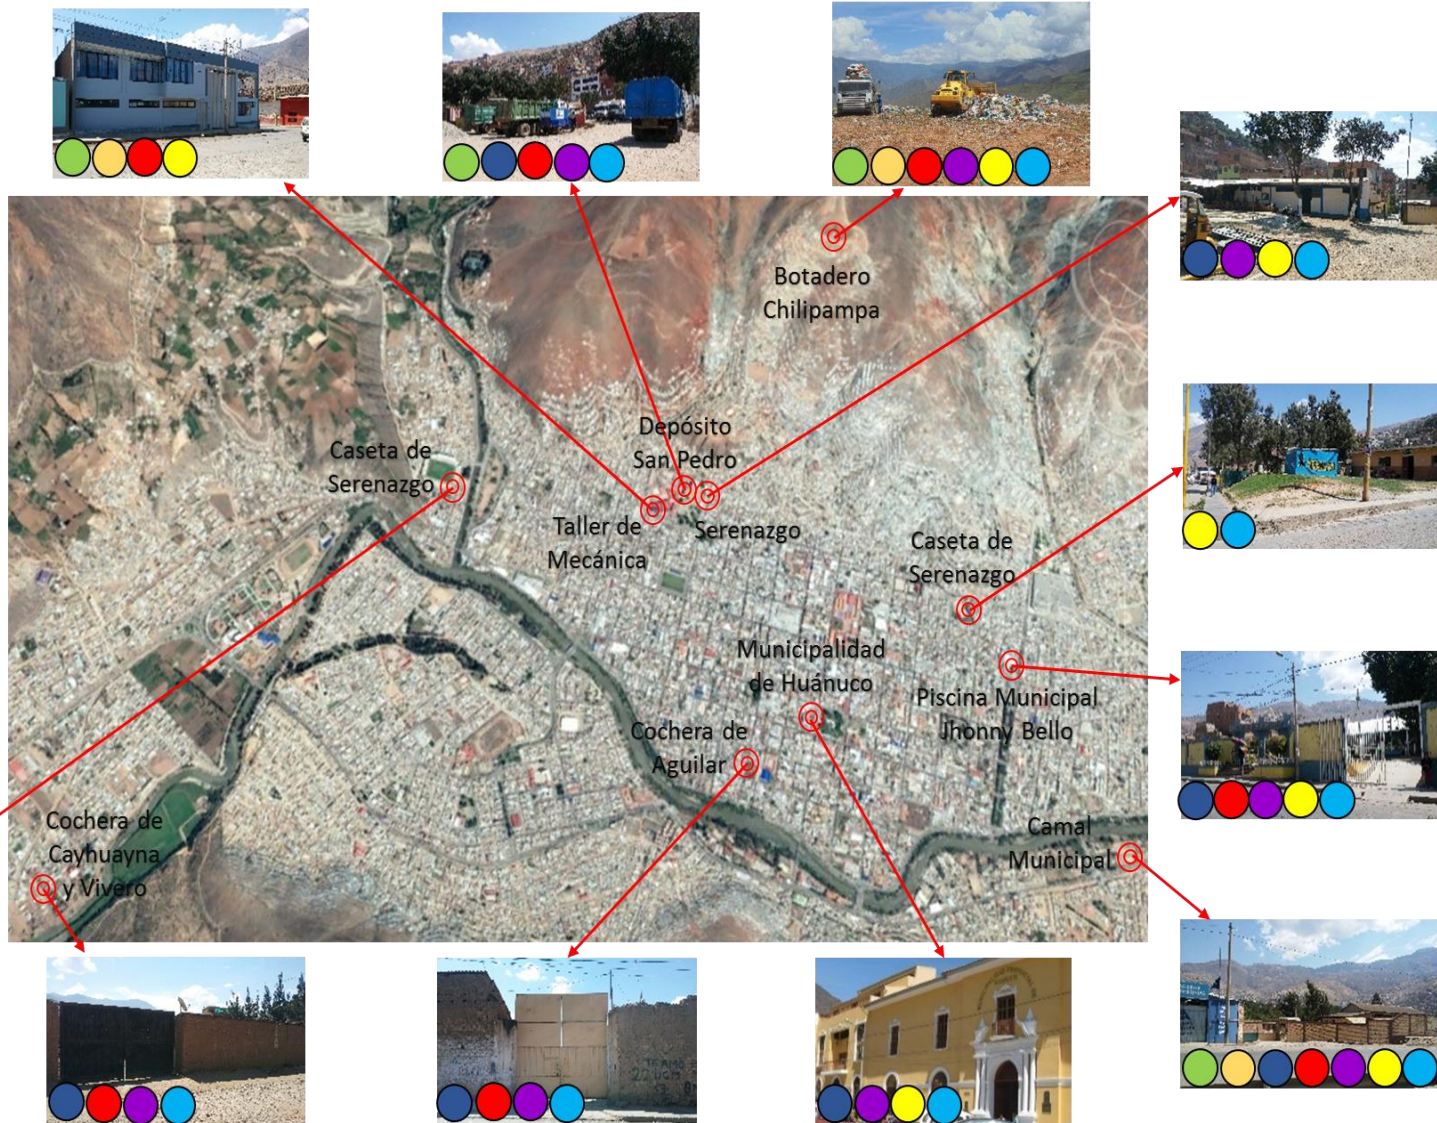 Botadero
Chilipampa
Depósito
San Pedro
Caseta de
Serenazgo
Taller de
Mecánica
Serenazgo
Caseta de
Serenazgo
Municipalidad
de Huánuco
Piscina Municipal
Jhonny Bello
Cochera de
Aguilar
Cochera de
Cayhuayna
y Vivero
Camal
Municipal